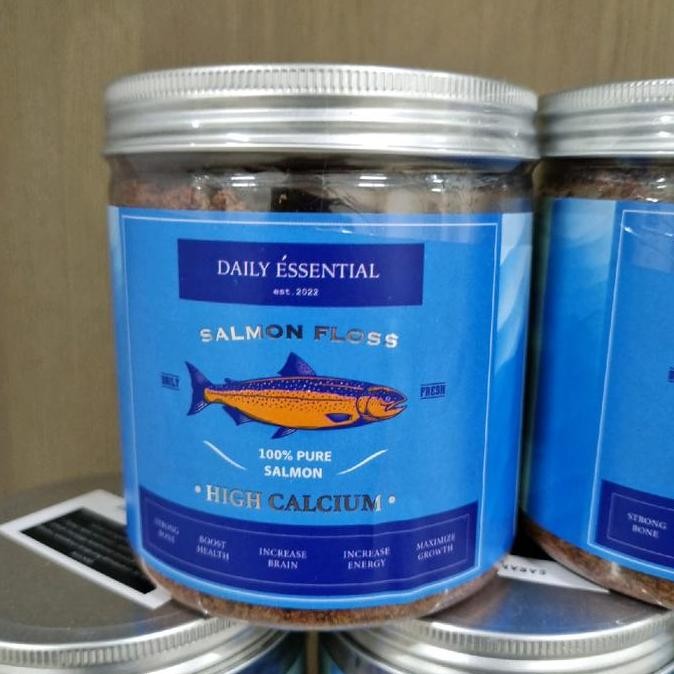 DAILY ÉSSENTIAL
est.2022
SALMON FLOSS
DAILY
FRESH
100% PURE
SALMON
• HIGH CALCIUM •
STRONG
BONE
BOOST
HEALTH
INCREASE
BRAIN
INCREASE
ENERGY
MAXIMIZE
GROWTH
STRONG
BONE